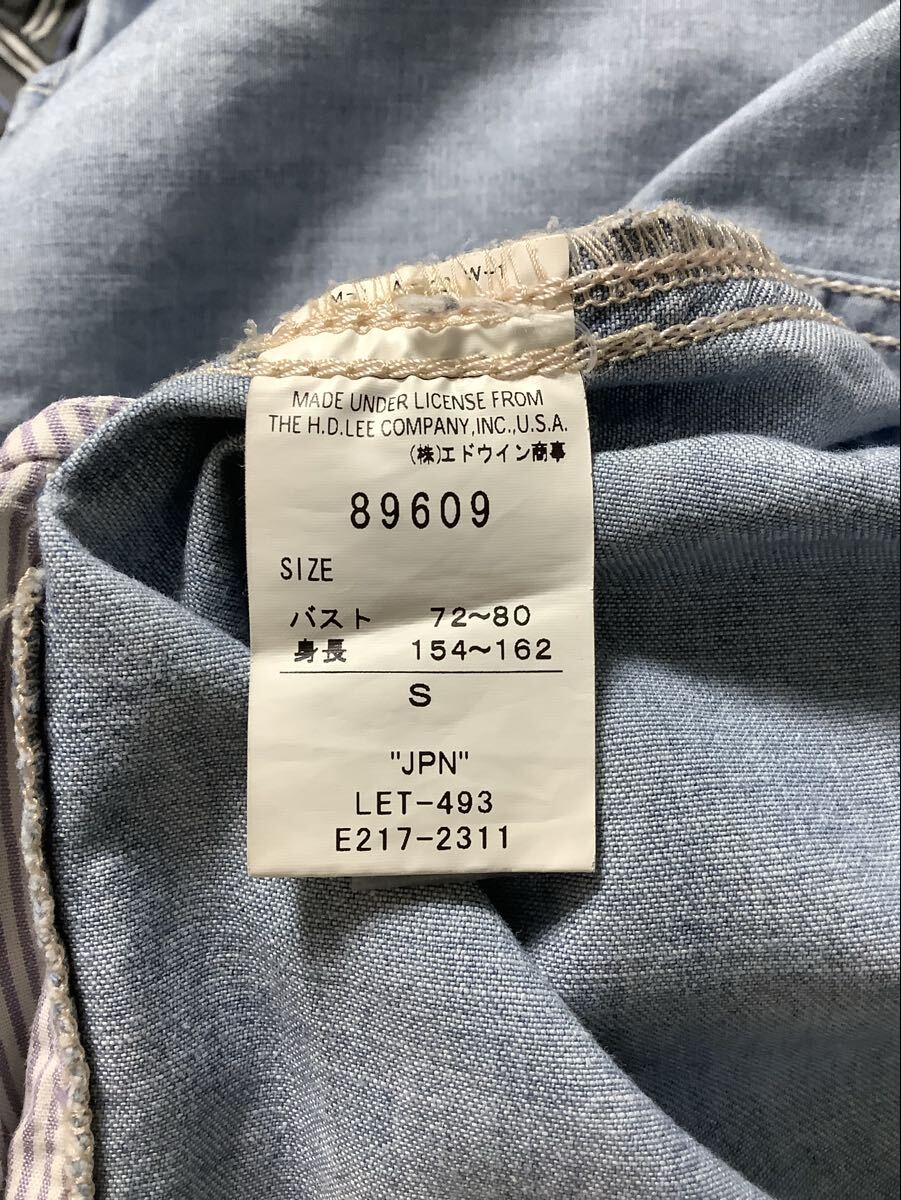 W-1
MADE UNDER LICENSE FROM
THE H.D.LEE COMPANY,INC.,U.S.A.
(株)エドウイン商事
89609
SIZE
バスト 72~80
身長 154~162
S
"JPN"
LET-493
E217-2311